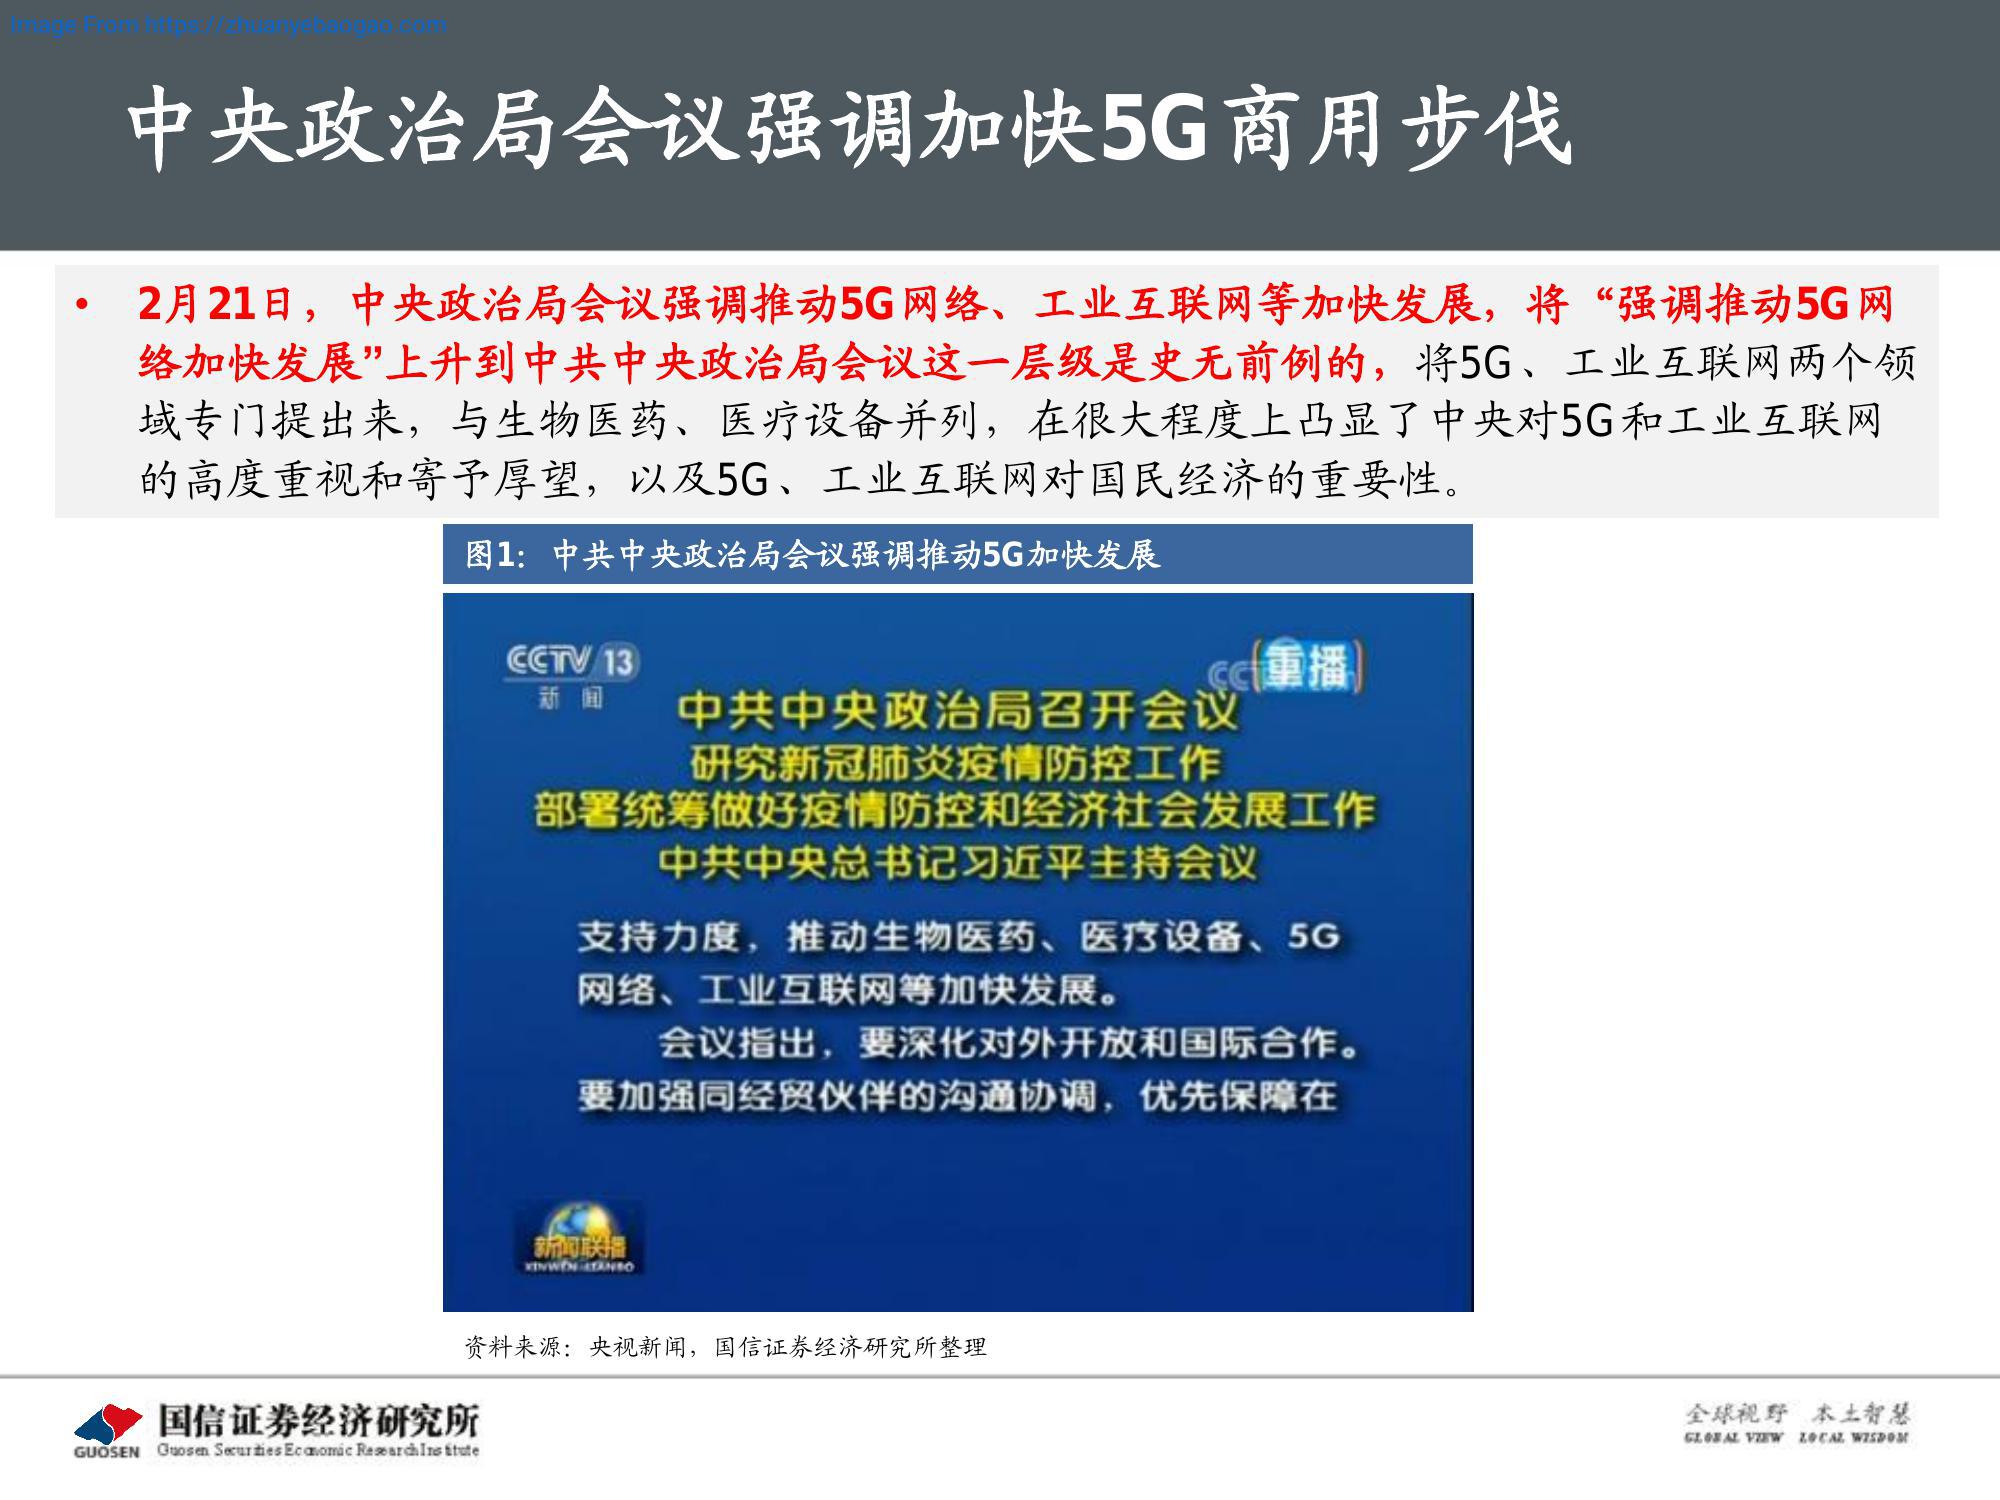 Image From https://zhuanyebaogao.com
中央政治局会议强调加快5G商用步伐
• 2月21日，中央政治局会议强调推动5G网络、工业互联网等加快发展，将“强调推动5G网
络加快发展”上升到中共中央政治局会议这一层级是史无前例的，将5G、工业互联网两个领
域专门提出来，与生物医药、医疗设备并列，在很大程度上凸显了中央对5G和工业互联网
的高度重视和寄予厚望，以及5G、工业互联网对国民经济的重要性。
图1：中共中央政治局会议强调推动5G加快发展
CCTV 13
新闻
重播
中共中央政治局召开会议
研究新冠肺炎疫情防控工作
部署统筹做好疫情防控和经济社会发展工作
中共中央总书记习近平主持会议
支持力度，推动生物医药、医疗设备、5G
网络、工业互联网等加快发展。
会议指出，要深化对外开放和国际合作。
要加强同经贸伙伴的沟通协调，优先保障在
新闻联播
XINWEN LIANBO
资料来源：央视新闻，国信证券经济研究所整理
GUOSEN
国信证券经济研究所
Guosen Securities Economic Research Institute
全球视野 本土智慧
GLOBAL VIEW LOCAL WISDOM